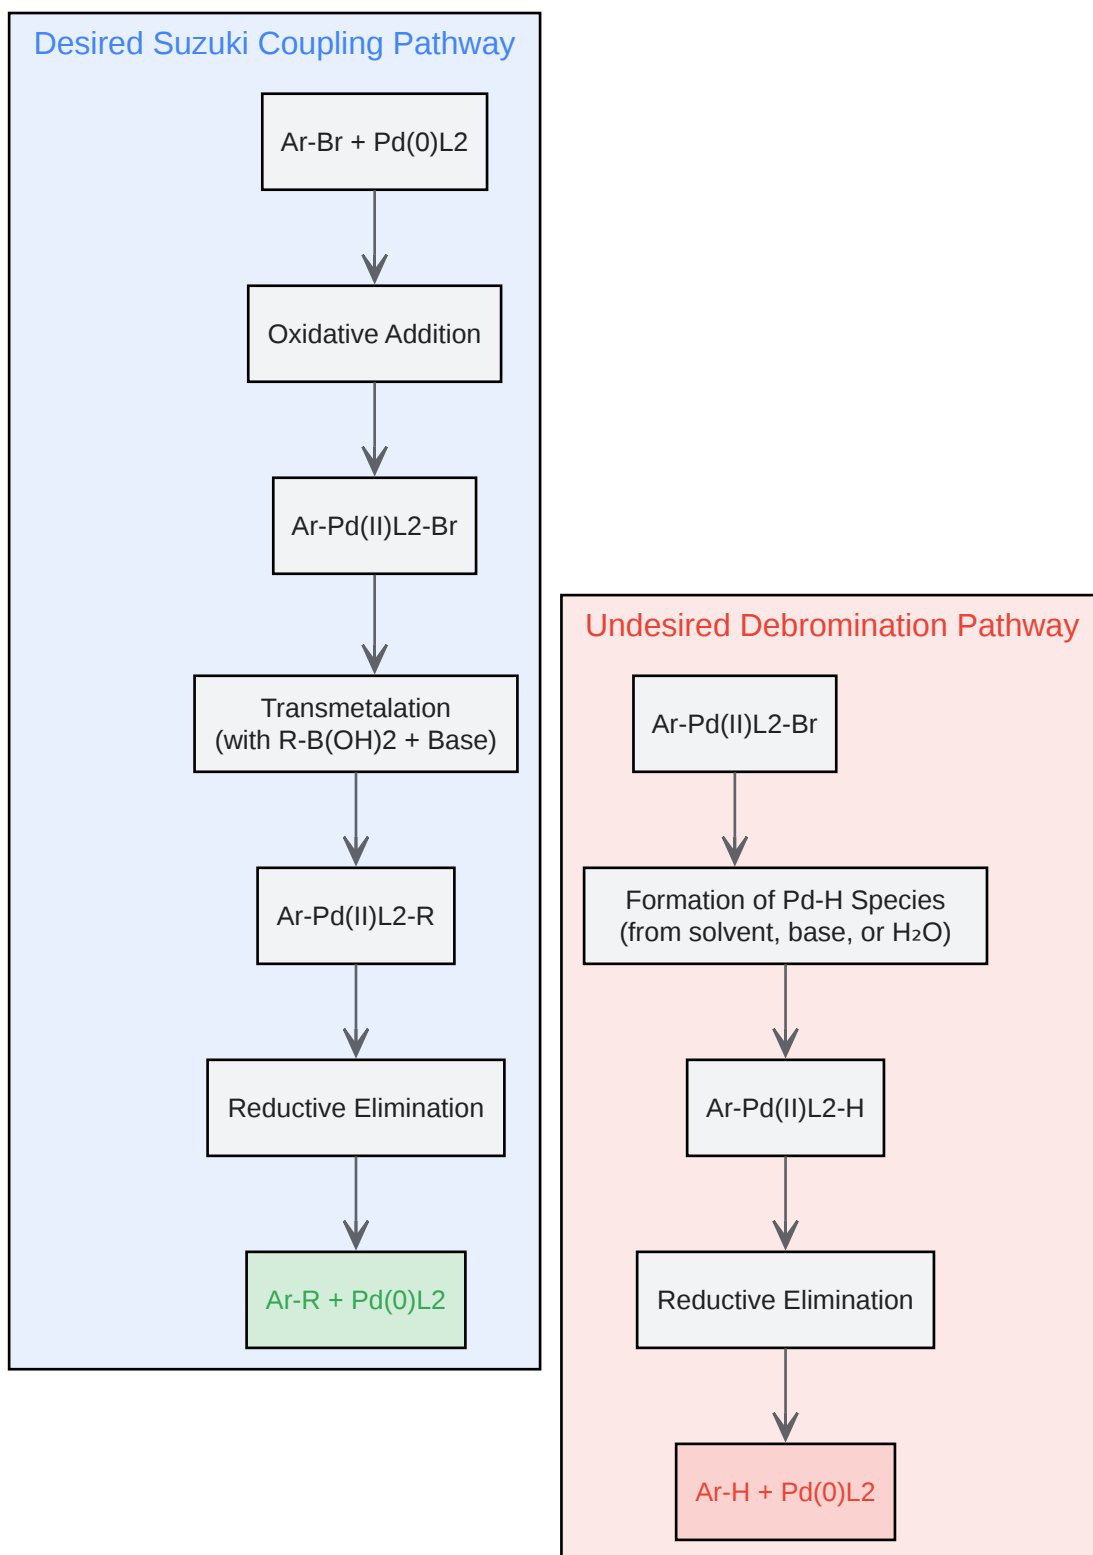 Desired Suzuki Coupling Pathway
Ar-Br + Pd(0)L2
Oxidative Addition
Ar-Pd(II)L2-Br
Transmetalation
(with R-B(OH)2 + Base)
Ar-Pd(II)L2-R
Reductive Elimination
Ar-R + Pd(0)L2
Undesired Debromination Pathway
Ar-Pd(II)L2-Br
Formation of Pd-H Species
(from solvent, base, or H₂O)
Ar-Pd(II)L2-H
Reductive Elimination
Ar-H + Pd(0)L2